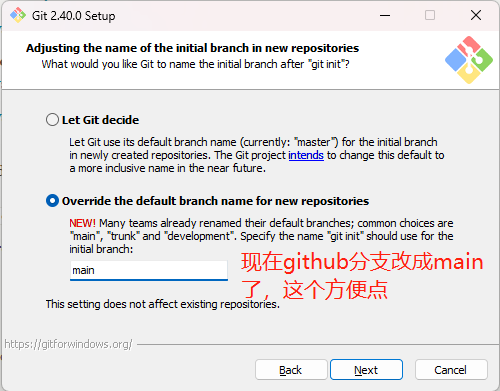 Git 2.40.0 Setup
Adjusting the name of the initial branch in new repositories
What would you like Git to name the initial branch after "git init"?
Let Git decide
Let Git use its default branch name (currently: "master") for the initial branch
in newly created repositories. The Git project intends to change this default to
a more inclusive name in the near future.
Override the default branch name for new repositories
NEW! Many teams already renamed their default branches; common choices are
"main", "trunk" and "development". Specify the name "git init" should use for the
initial branch:
main
现在github分支改成main
了，这个方便点
This setting does not affect existing repositories.
https://gitforwindows.org/
Back
Next
Cancel